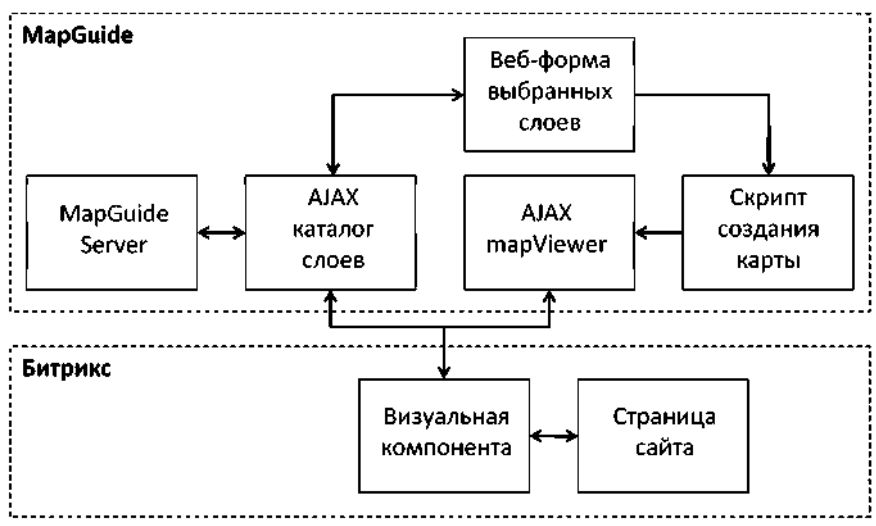 MapGuide
Веб-форма
выбранных
слоев
MapGuide
Server
AJAX
каталог
слоев
AJAX
mapViewer
Скрипт
создания
карты
Битрикс
Визуальная
компонента
Страница
сайта